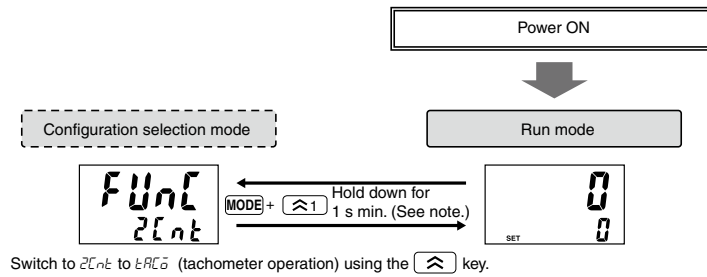 Power ON
Configuration selection mode
Run mode
FUnC
2Cnt
MODE + 1 Hold down for
1 s min. (See note.)
0
SET 0
Switch to 2Cnt to tACo (tachometer operation) using the key.